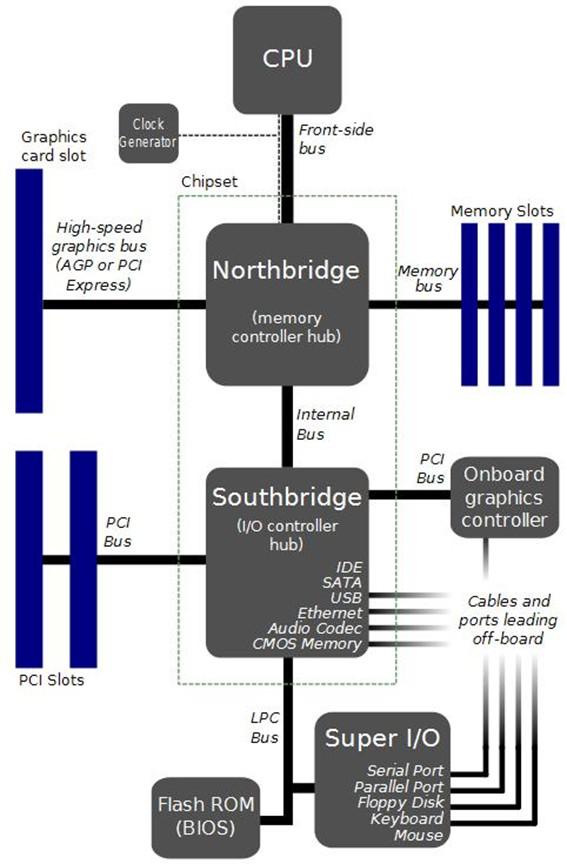 CPU
Clock
Generator
Front-side
bus
Graphics
card slot
Chipset
High-speed
graphics bus
(AGP or PCI
Express)
Northbridge
(memory
controller hub)
Memory Slots
Memory
bus
Internal
Bus
PCI
Bus
Onboard
graphics
controller
Southbridge
(I/O controller
hub)
PCI
Bus
IDE
SATA
USB
Ethernet
Audio Codec
CMOS Memory
Cables and
ports leading
off-board
PCI Slots
LPC
Bus
Super I/O
Serial Port
Parallel Port
Floppy Disk
Keyboard
Mouse
Flash ROM
(BIOS)